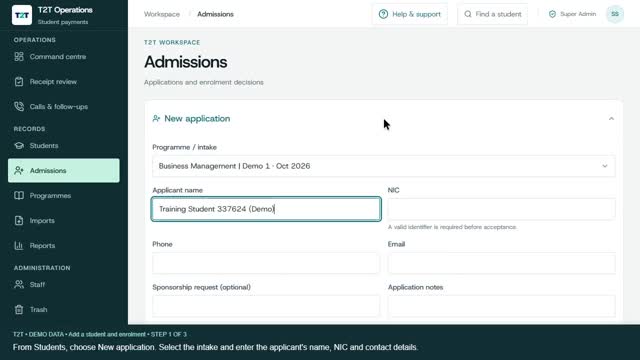 T2T
T2T Operations
Student payments
OPERATIONS
Command centre
Receipt review
Calls & follow-ups
RECORDS
Students
Admissions
Programmes
Imports
Reports
ADMINISTRATION
Staff
Trash
Workspace / Admissions
Help & support
Find a student
Super Admin
SS
T2T WORKSPACE
Admissions
Applications and enrolment decisions
New application
Programme / intake
Business Management | Demo 1 · Oct 2026
Applicant name
Training Student 337624 (Demo)
NIC
A valid identifier is required before acceptance.
Phone
Email
Sponsorship request (optional)
Application notes
T2T • DEMO DATA • Add a student and enrolment • STEP 1 OF 3
From Students, choose New application. Select the intake and enter the applicant's name, NIC and contact details.